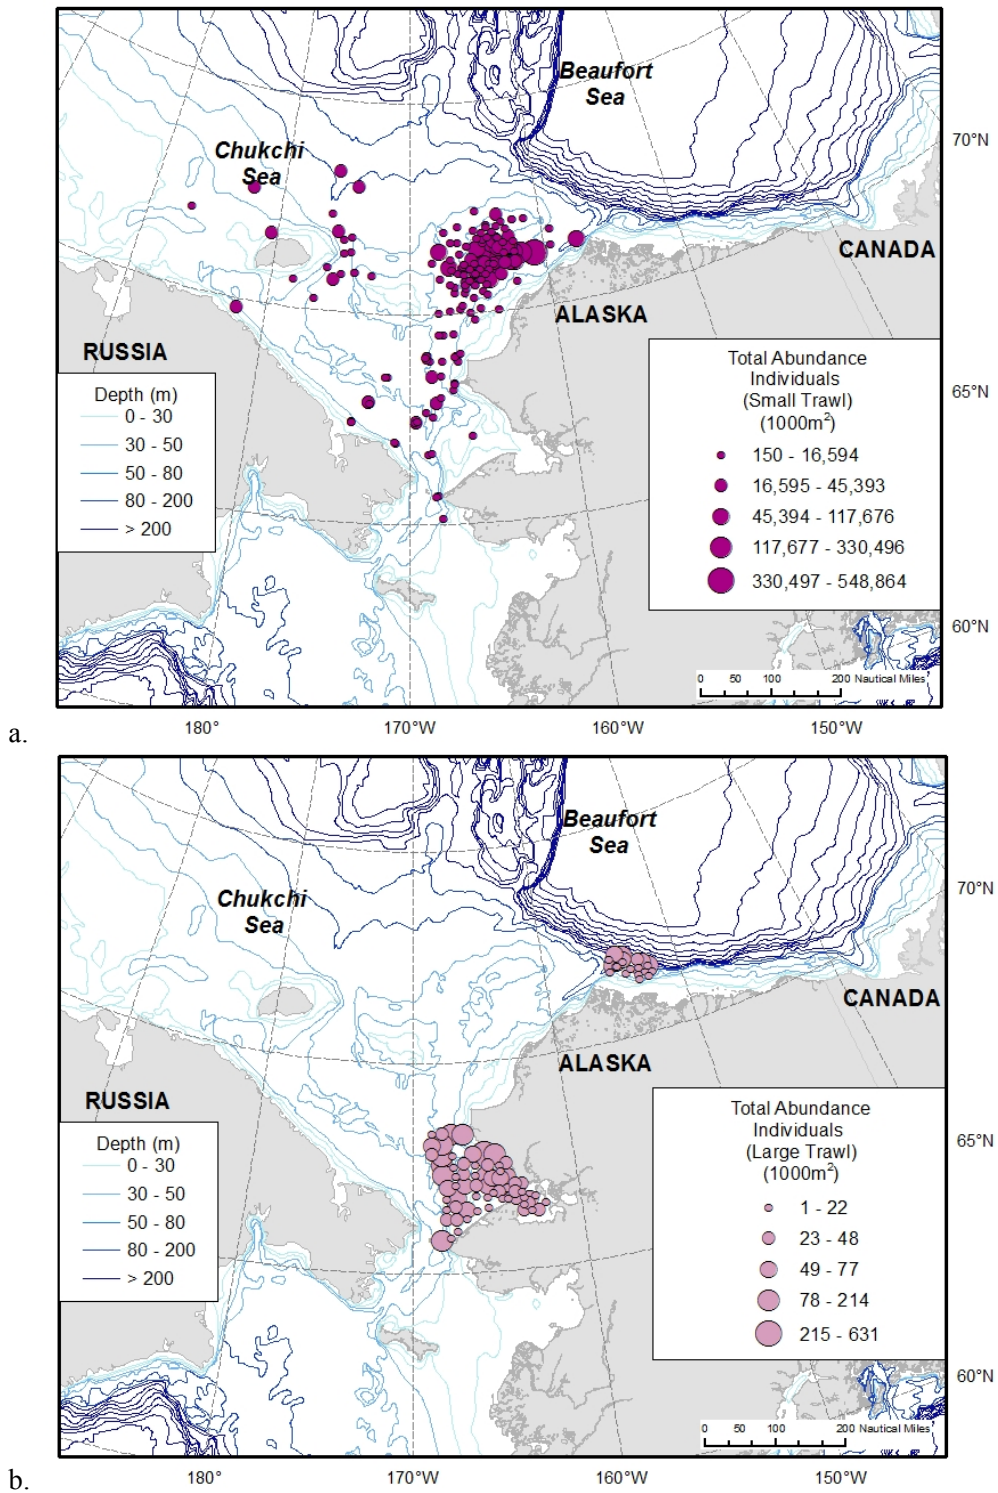 Beaufort
Sea
Chukchi
Sea
70°N
CANADA
ALASKA
RUSSIA
Total Abundance
Individuals
(Small Trawl)
(1000m²)
150 - 16,594
16,595 - 45,393
45,394 - 117,676
117,677 - 330,496
330,497 - 548,864
Depth (m)
0 - 30
30 - 50
50 - 80
80 - 200
> 200
65°N
60°N
0 50 100 200 Nautical Miles
a.
180° 170°W 160°W 150°W
Beaufort
Sea
Chukchi
Sea
70°N
CANADA
ALASKA
RUSSIA
Total Abundance
Individuals
(Large Trawl)
(1000m²)
1 - 22
23 - 48
49 - 77
78 - 214
215 - 631
Depth (m)
0 - 30
30 - 50
50 - 80
80 - 200
> 200
65°N
60°N
0 50 100 200 Nautical Miles
b.
180° 170°W 160°W 150°W